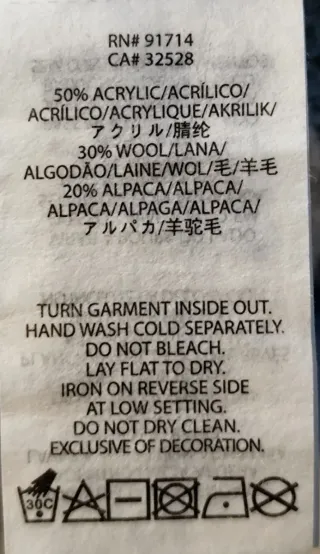 RN# 91714
CA# 32528
50% ACRYLIC/ACRÍLICO/
ACRÍLICO/ACRYLIQUE/AKRILIK/
アクリル/腈纶
30% WOOL/LANA/
ALGODÃO/LAINE/WOL/毛/羊毛
20% ALPACA/ALPACA/
ALPACA/ALPAGA/ALPACA/
アルパカ/羊驼毛
TURN GARMENT INSIDE OUT.
HAND WASH COLD SEPARATELY.
DO NOT BLEACH.
LAY FLAT TO DRY.
IRON ON REVERSE SIDE
AT LOW SETTING.
DO NOT DRY CLEAN.
EXCLUSIVE OF DECORATION.
30C